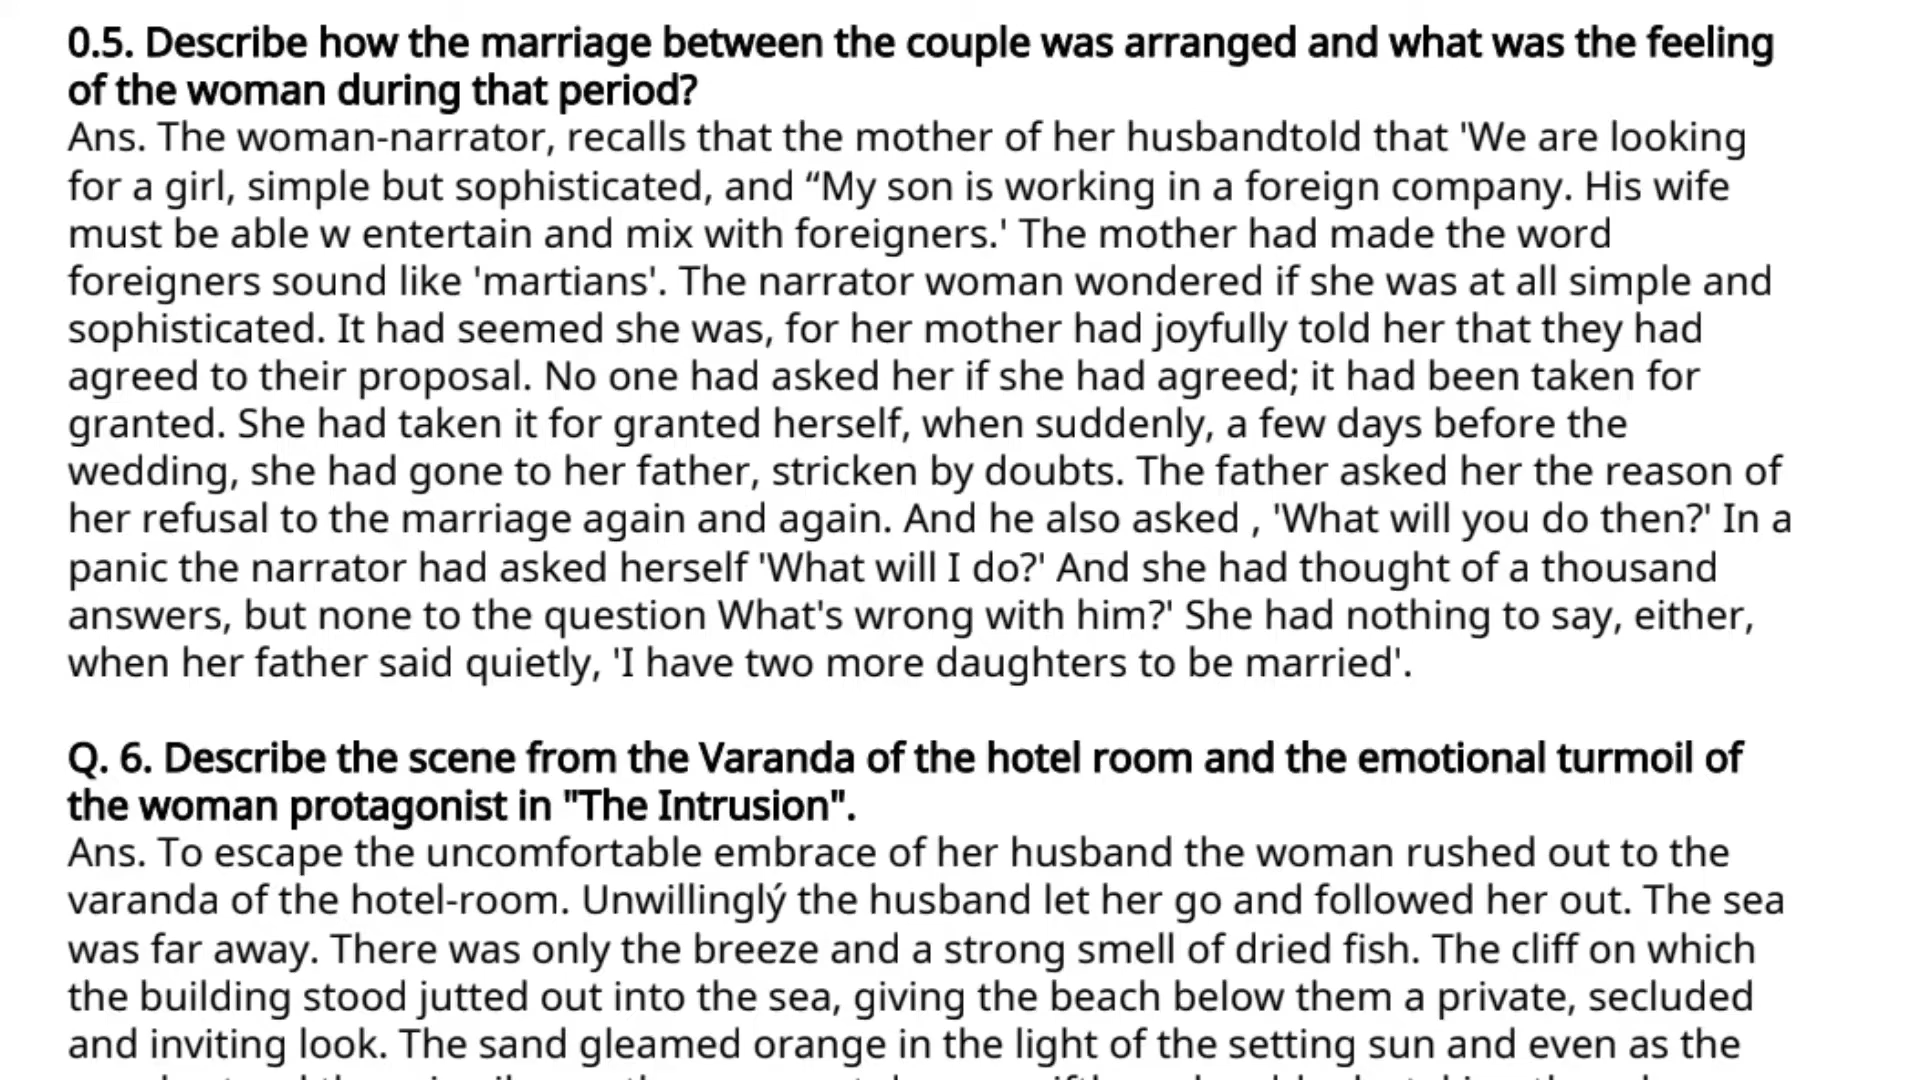 0.5. Describe how the marriage between the couple was arranged and what was the feeling
of the woman during that period?
Ans. The woman-narrator, recalls that the mother of her husbandtold that 'We are looking
for a girl, simple but sophisticated, and “My son is working in a foreign company. His wife
must be able w entertain and mix with foreigners.' The mother had made the word
foreigners sound like 'martians'. The narrator woman wondered if she was at all simple and
sophisticated. It had seemed she was, for her mother had joyfully told her that they had
agreed to their proposal. No one had asked her if she had agreed; it had been taken for
granted. She had taken it for granted herself, when suddenly, a few days before the
wedding, she had gone to her father, stricken by doubts. The father asked her the reason of
her refusal to the marriage again and again. And he also asked , 'What will you do then?' In a
panic the narrator had asked herself 'What will I do?' And she had thought of a thousand
answers, but none to the question What's wrong with him?' She had nothing to say, either,
when her father said quietly, 'I have two more daughters to be married'.
Q. 6. Describe the scene from the Varanda of the hotel room and the emotional turmoil of
the woman protagonist in "The Intrusion".
Ans. To escape the uncomfortable embrace of her husband the woman rushed out to the
varanda of the hotel-room. Unwillinglý the husband let her go and followed her out. The sea
was far away. There was only the breeze and a strong smell of dried fish. The cliff on which
the building stood jutted out into the sea, giving the beach below them a private, secluded
and inviting look. The sand gleamed orange in the light of the setting sun and even as the